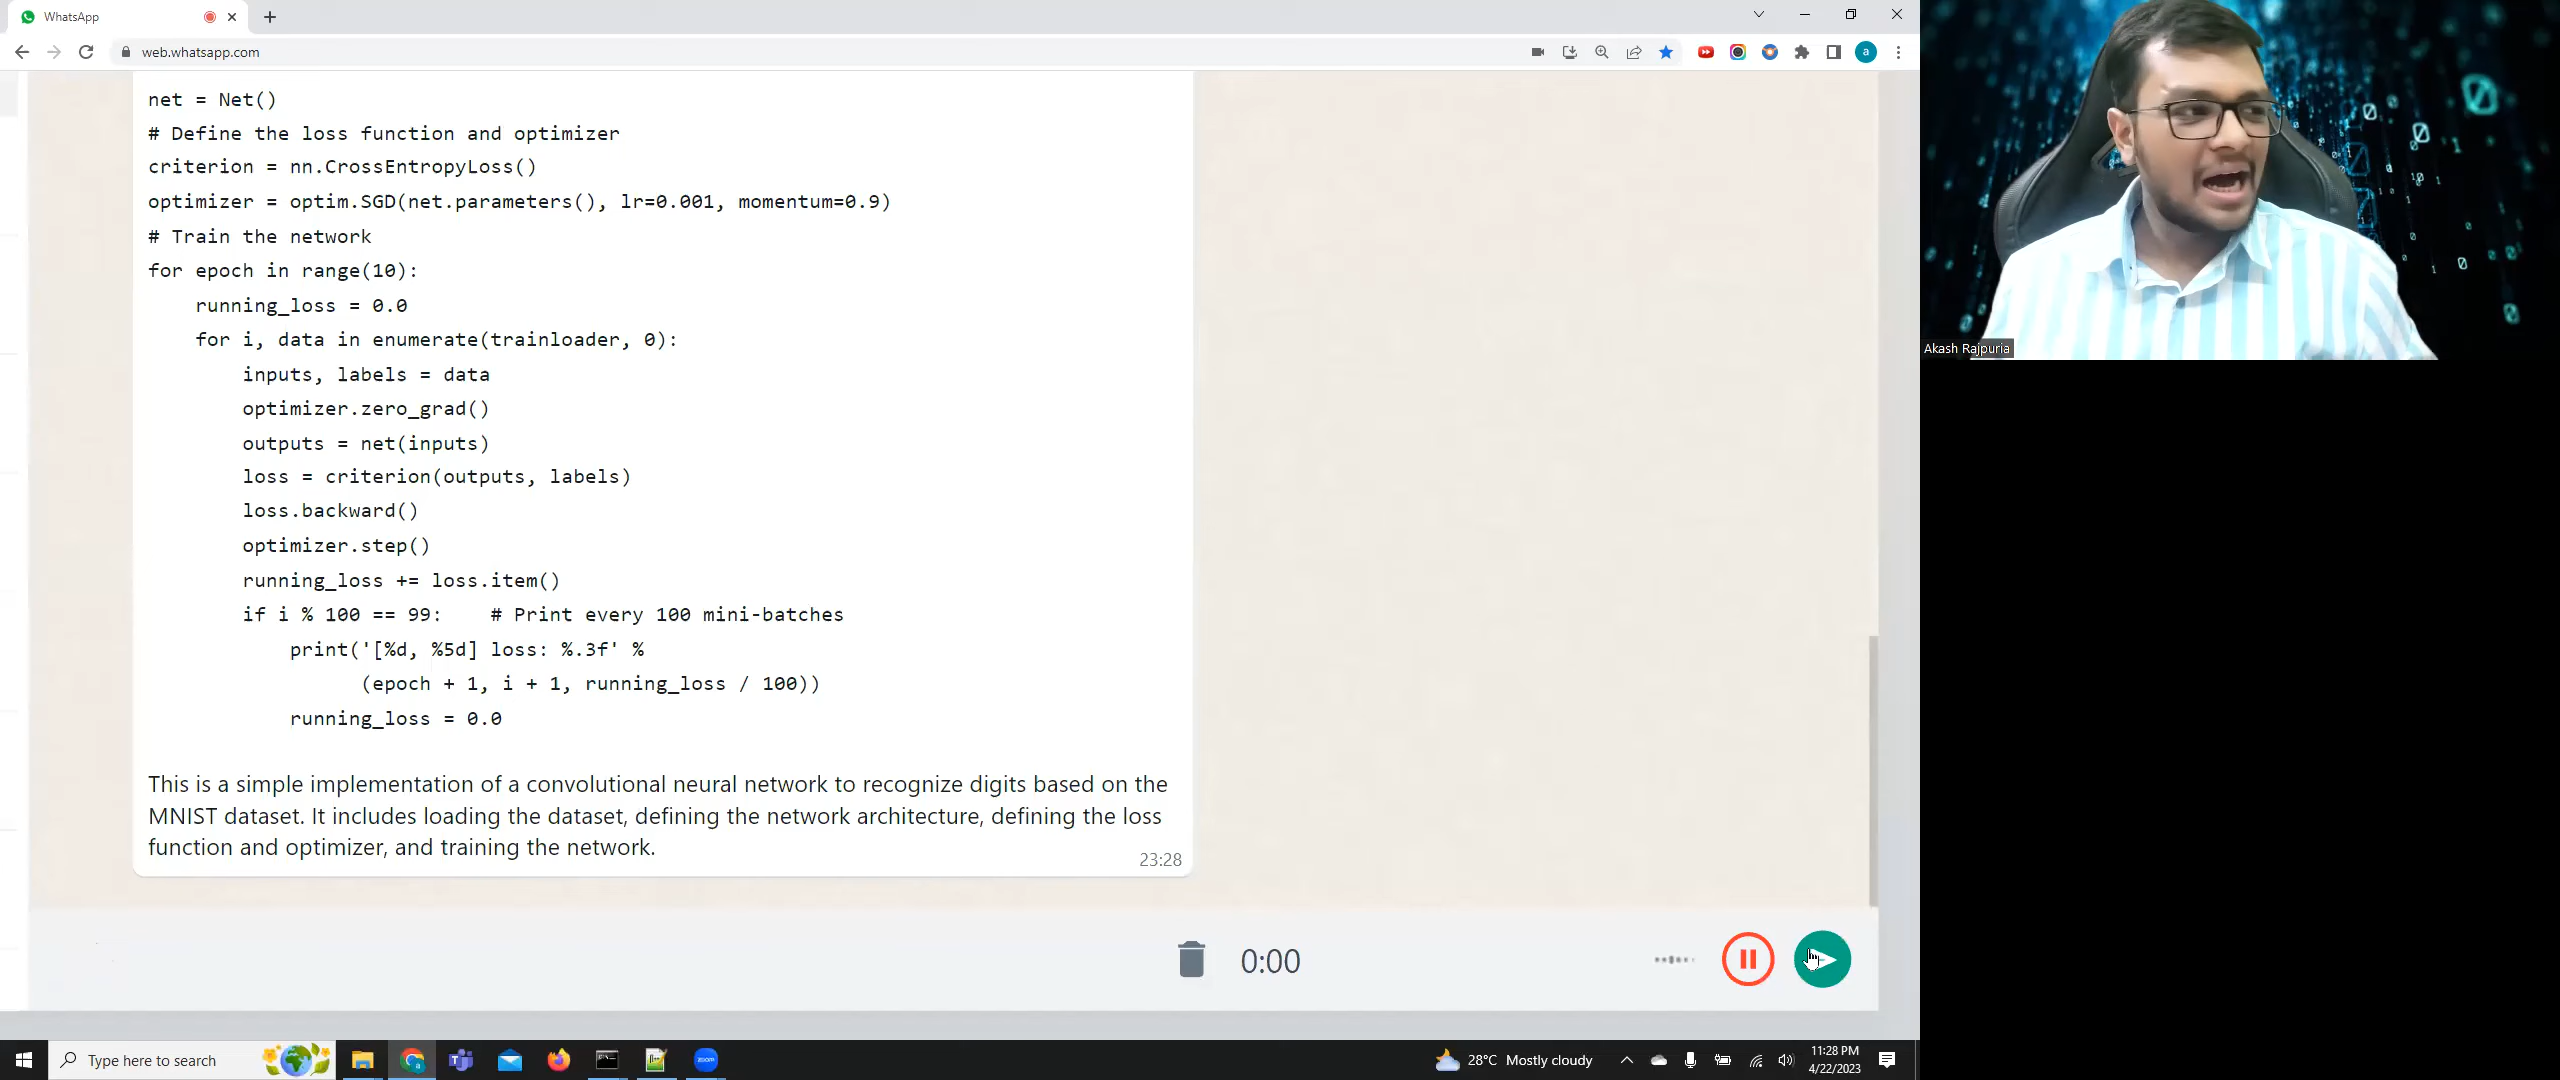 WhatsApp
web.whatsapp.com
a
net = Net()
# Define the loss function and optimizer
criterion = nn.CrossEntropyLoss()
optimizer = optim.SGD(net.parameters(), lr=0.001, momentum=0.9)
# Train the network
for epoch in range(10):
    running_loss = 0.0
    for i, data in enumerate(trainloader, 0):
        inputs, labels = data
        optimizer.zero_grad()
        outputs = net(inputs)
        loss = criterion(outputs, labels)
        loss.backward()
        optimizer.step()
        running_loss += loss.item()
        if i % 100 == 99:    # Print every 100 mini-batches
            print('[%d, %5d] loss: %.3f' %
                  (epoch + 1, i + 1, running_loss / 100))
            running_loss = 0.0
This is a simple implementation of a convolutional neural network to recognize digits based on the
MNIST dataset. It includes loading the dataset, defining the network architecture, defining the loss
function and optimizer, and training the network.
23:28
0:00
Akash Rajpuria
Type here to search
zoom
28°C Mostly cloudy
11:28 PM
4/22/2023